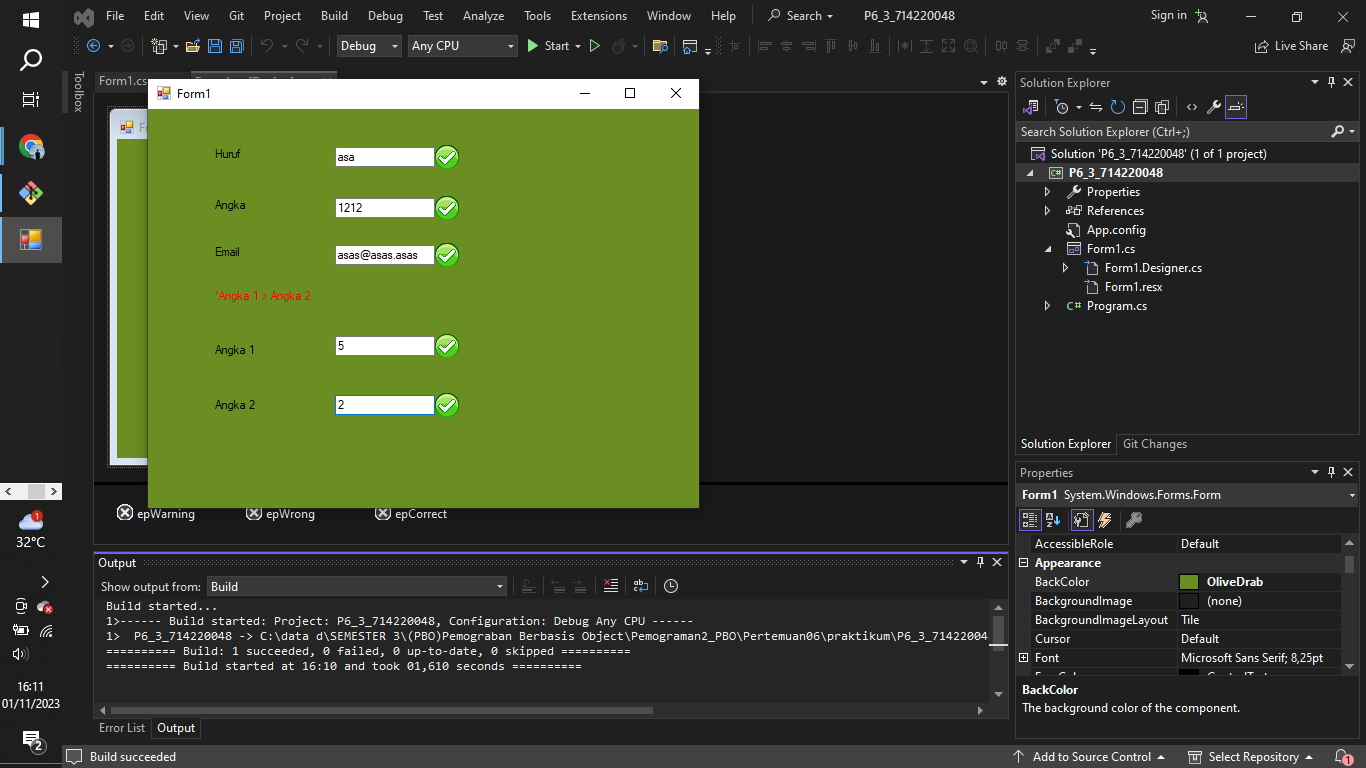 File Edit View Git Project Build Debug Test Analyze Tools Extensions Window Help Search P6_3_714220048 Sign in
Debug Any CPU Start Live Share
Toolbox
Form1.cs
Form1
Huruf asa
Angka 1212
Email asas@asas.asas
*Angka 1 > Angka 2
Angka 1 5
Angka 2 2
epWarning epWrong epCorrect
Output
Show output from: Build
Build started...
1>------ Build started: Project: P6_3_714220048, Configuration: Debug Any CPU ------
1> P6_3_714220048 -> C:\data d\SEMESTER 3\(PBO)Pemograban Berbasis Object\Pemograman2_PBO\Pertemuan06\praktikum\P6_3_71422004
========== Build: 1 succeeded, 0 failed, 0 up-to-date, 0 skipped ==========
========== Build started at 16:10 and took 01,610 seconds ==========
Error List Output
Solution Explorer
Search Solution Explorer (Ctrl+;)
Solution 'P6_3_714220048' (1 of 1 project)
C# P6_3_714220048
Properties
References
App.config
Form1.cs
Form1.Designer.cs
Form1.resx
C# Program.cs
Solution Explorer Git Changes
Properties
Form1 System.Windows.Forms.Form
AccessibleRole Default
Appearance
BackColor OliveDrab
BackgroundImage (none)
BackgroundImageLayout Tile
Cursor Default
Font Microsoft Sans Serif; 8,25pt
BackColor
The background color of the component.
1
32°C
16:11
01/11/2023
2
Build succeeded Add to Source Control Select Repository 1